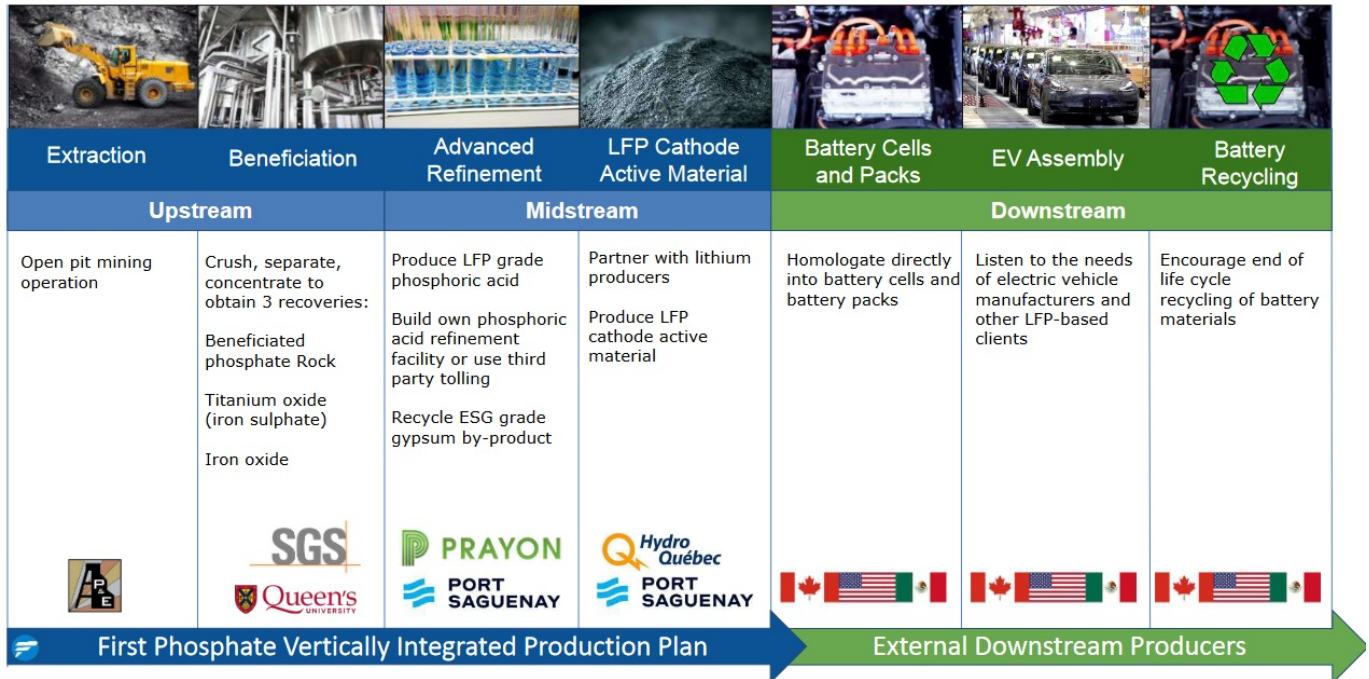 Extraction
Beneficiation
Advanced
Refinement
LFP Cathode
Active Material
Battery Cells
and Packs
EV Assembly
Battery
Recycling
Upstream
Midstream
Downstream
Open pit mining
operation
Crush, separate,
concentrate to
obtain 3 recoveries:
Beneficiated
phosphate Rock
Titanium oxide
(iron sulphate)
Iron oxide
Produce LFP grade
phosphoric acid
Build own phosphoric
acid refinement
facility or use third
party tolling
Recycle ESG grade
gypsum by-product
Partner with lithium
producers
Produce LFP
cathode active
material
Homologate directly
into battery cells and
battery packs
Listen to the needs
of electric vehicle
manufacturers and
other LFP-based
clients
Encourage end of
life cycle
recycling of battery
materials
A P&E
SGS
Queen's
UNIVERSITY
PRAYON
PORT
SAGUENAY
Hydro
Québec
PORT
SAGUENAY
First Phosphate Vertically Integrated Production Plan
External Downstream Producers